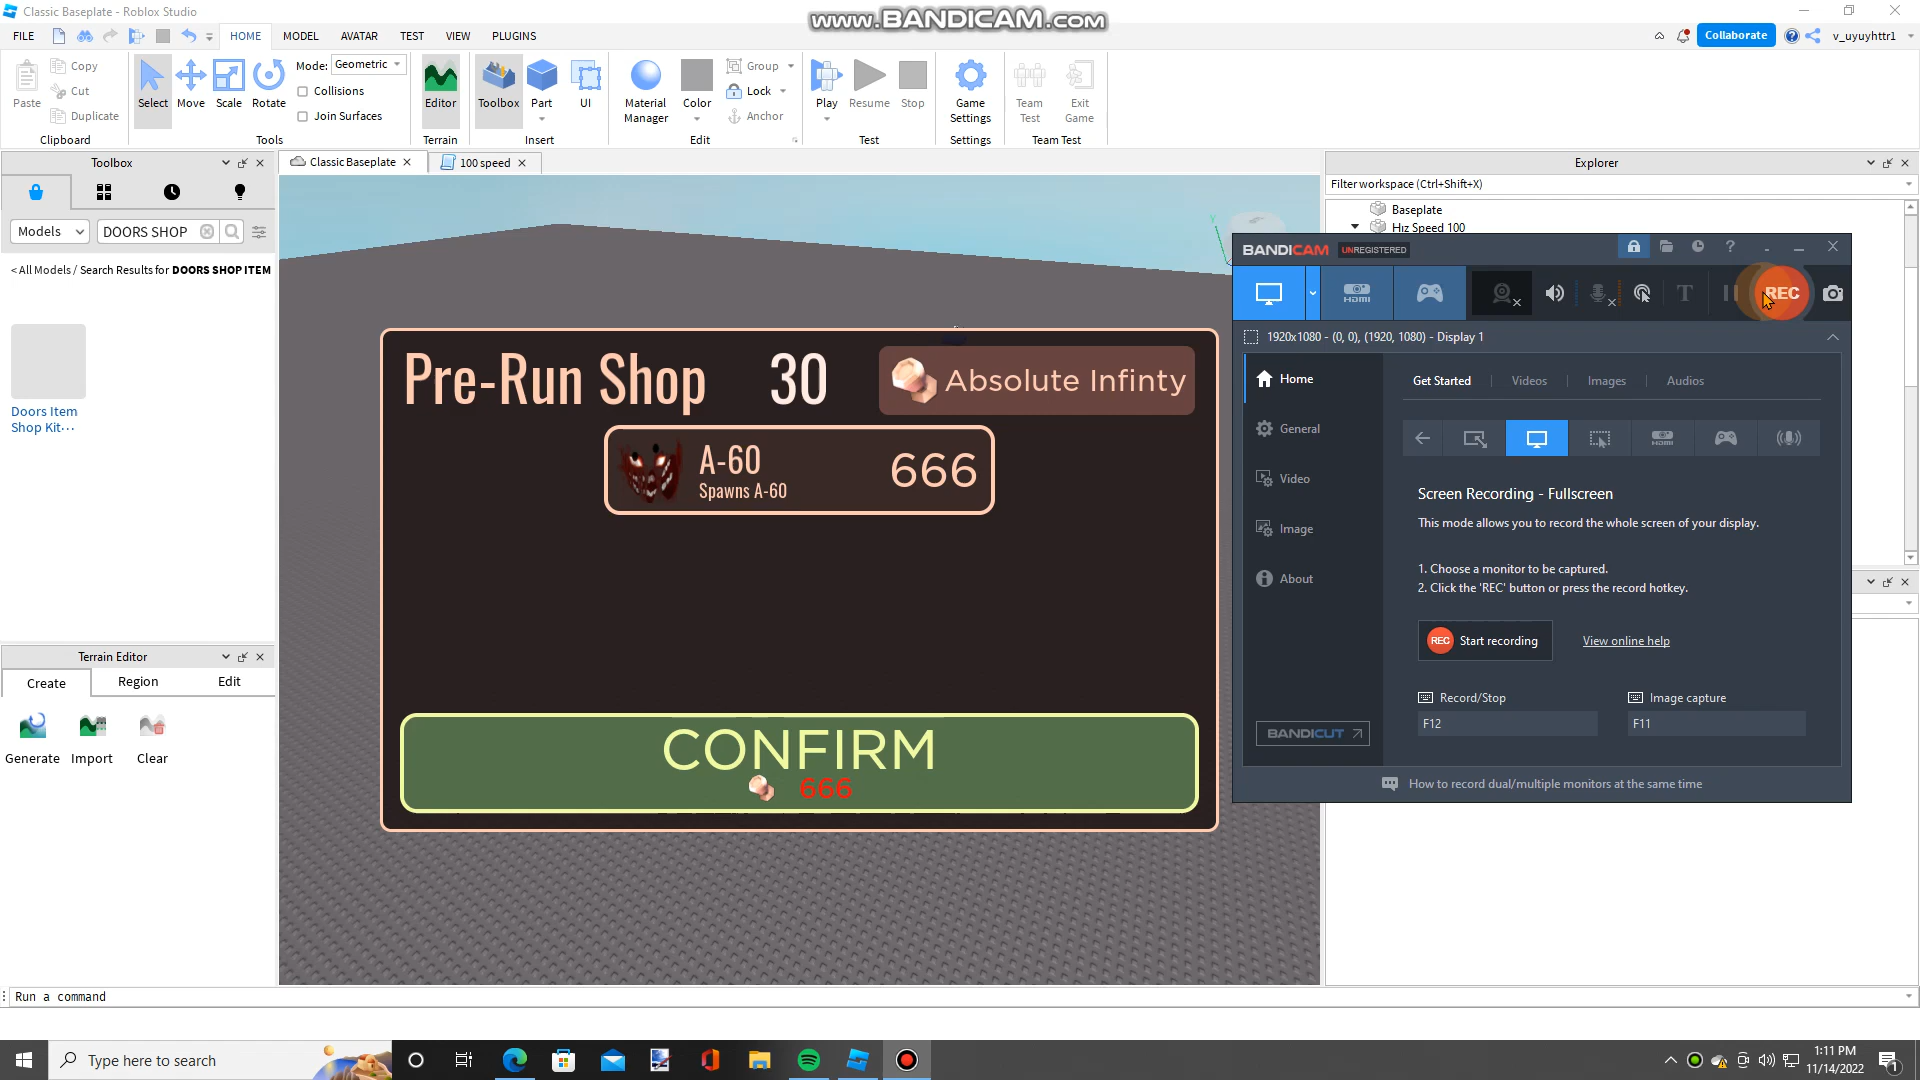 Classic Baseplate - Roblox Studio
www.BANDICAM.com
FILE HOME MODEL AVATAR TEST VIEW PLUGINS
Collaborate v_uyuyhttr1
Paste
Copy
Cut
Duplicate
Clipboard
Select Move Scale Rotate
Mode: Geometric
Collisions
Join Surfaces
Tools
Editor
Terrain
Toolbox Part UI
Insert
Material Manager
Color
Group
Lock
Anchor
Edit
Play Resume Stop
Test
Game Settings
Settings
Team Test
Exit Game
Team Test
Toolbox
Classic Baseplate
100 speed
Explorer
Models DOORS SHOP
Filter workspace (Ctrl+Shift+X)
Baseplate
Hız Speed 100
< All Models / Search Results for DOORS SHOP ITEM
Doors Item
Shop Kit...
Pre-Run Shop 30 Absolute Infinty
A-60
Spawns A-60
666
CONFIRM
666
BANDICAM UNREGISTERED
HDMI
T
REC
1920x1080 - (0, 0), (1920, 1080) - Display 1
Home
General
Video
Image
About
BANDICUT
Get Started Videos Images Audios
HDMI
Screen Recording - Fullscreen
This mode allows you to record the whole screen of your display.
1. Choose a monitor to be captured.
2. Click the 'REC' button or press the record hotkey.
REC Start recording
View online help
Record/Stop
F12
Image capture
F11
How to record dual/multiple monitors at the same time
Terrain Editor
Create Region Edit
Generate Import Clear
Run a command
Type here to search
1:11 PM
11/14/2022
1